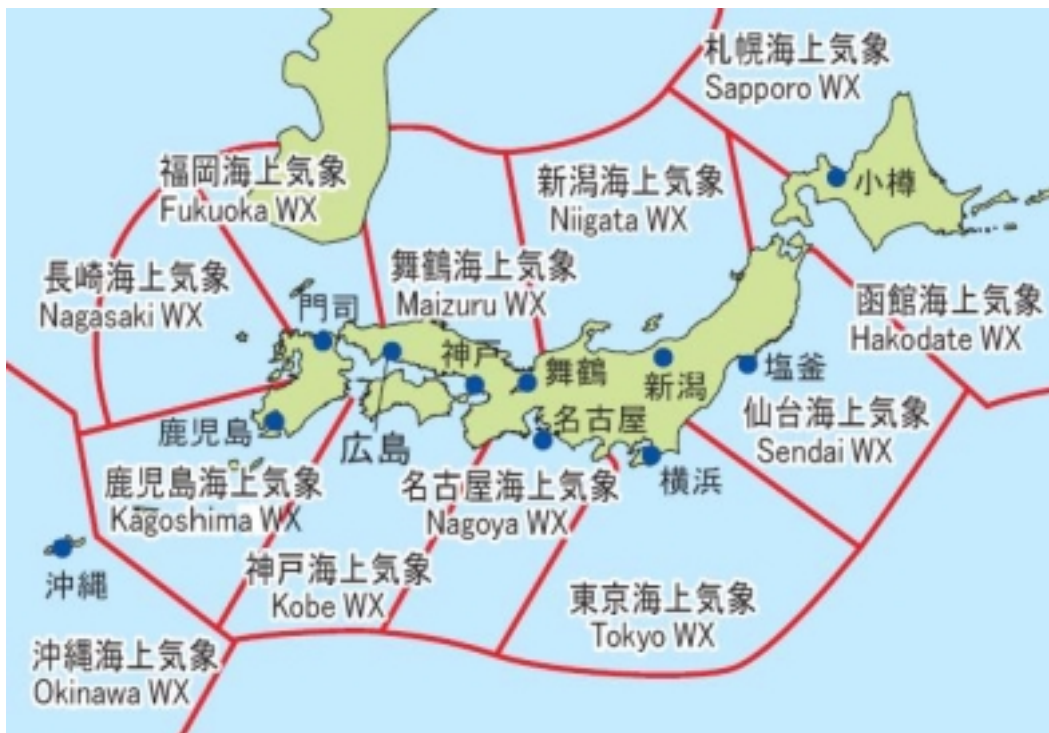 札幌海上気象
Sapporo WX
福岡海上気象
Fukuoka WX
新潟海上気象
Niigata WX
小樽
長崎海上気象
Nagasaki WX
舞鶴海上気象
Maizuru WX
函館海上気象
Hakodate WX
門司
神戸
舞鶴
新潟
塩釜
鹿児島
広島
名古屋
横浜
仙台海上気象
Sendai WX
鹿児島海上気象
Kagoshima WX
名古屋海上気象
Nagoya WX
神戸海上気象
Kobe WX
東京海上気象
Tokyo WX
沖縄
沖縄海上気象
Okinawa WX